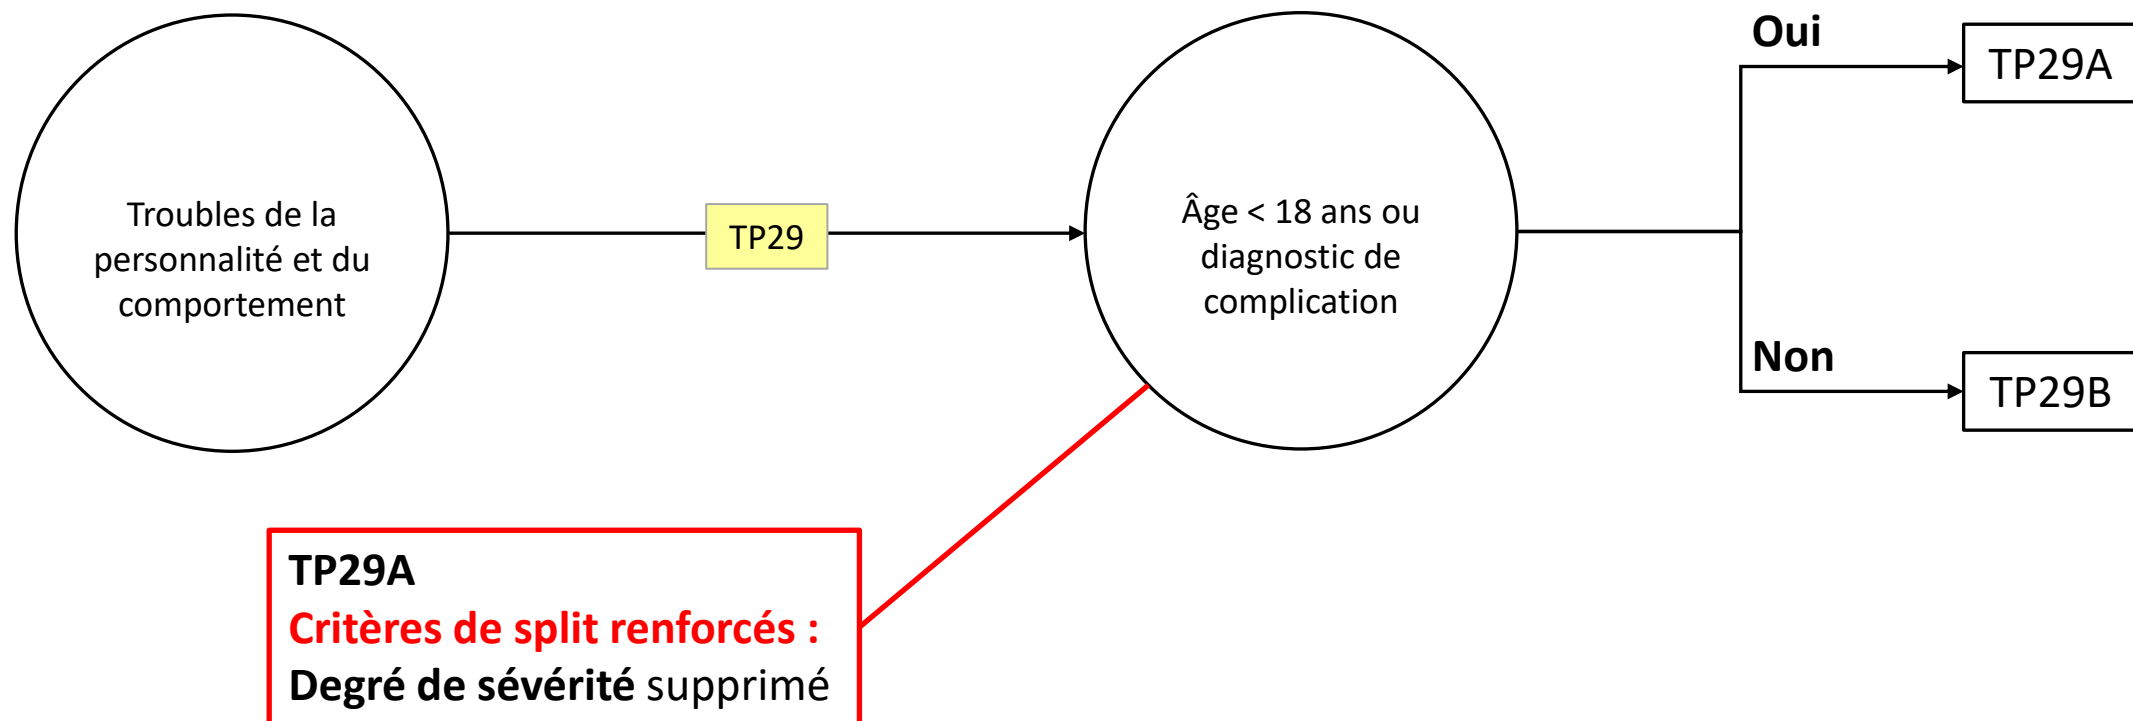 Troubles de la
personnalité et du
comportement
TP29
Âge < 18 ans ou
diagnostic de
complication
Oui
TP29A
Non
TP29B
TP29A
Critères de split renforcés :
Degré de sévérité supprimé